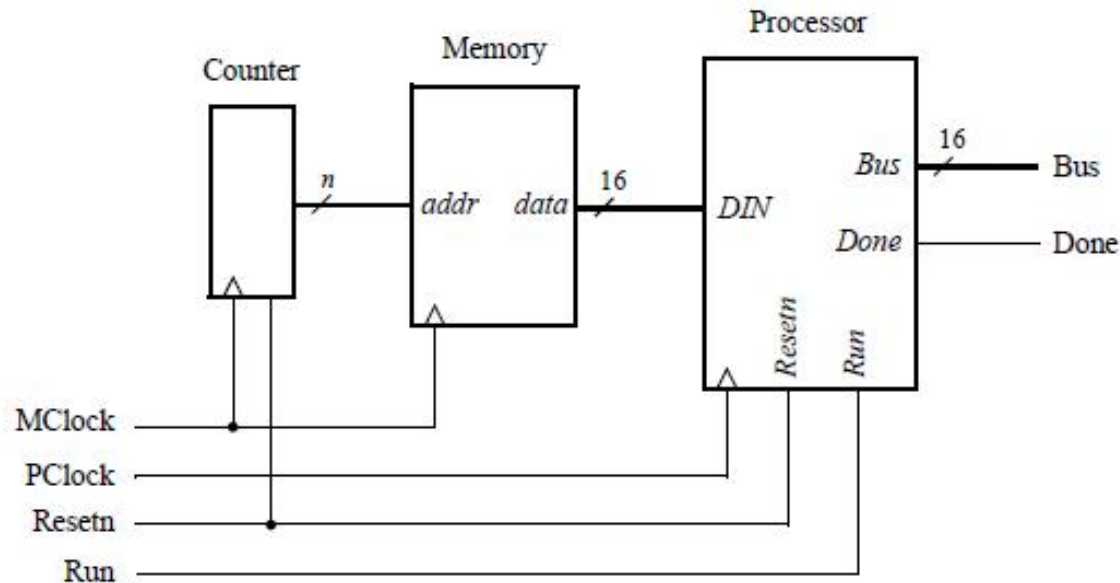 Processor
Memory
Counter
16
Bus
Bus
n
16
addr
data
DIN
Done
Done
Resetn
Run
MClock
PClock
Resetn
Run